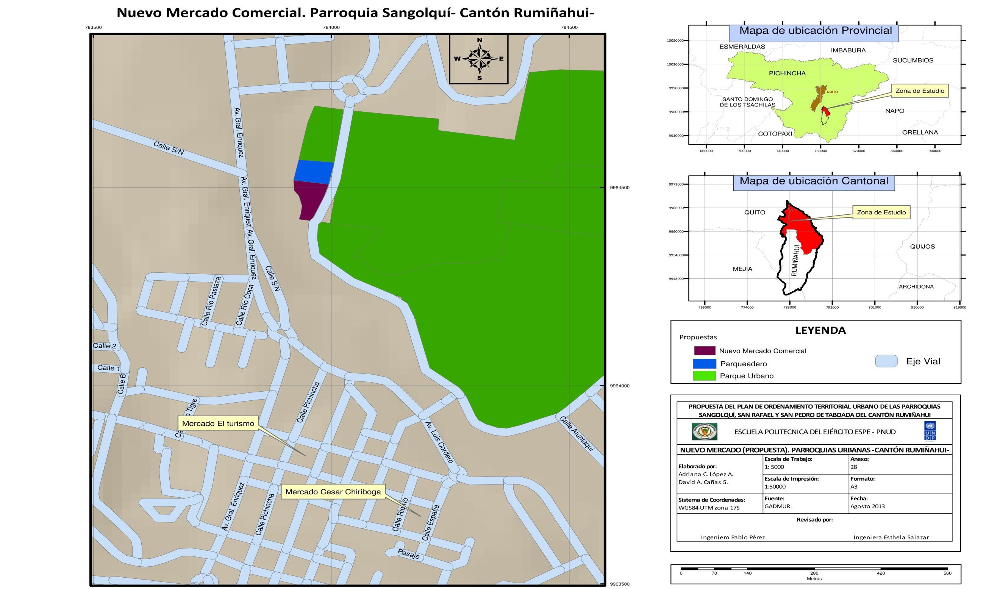 Nuevo Mercado Comercial. Parroquia Sangolquí- Cantón Rumiñahui-
783500
784000
784500
N
W
E
S
Av. Gral. Enriquez
Calle S/N
Av. Gral. Enriquez
9964500
Av. Gral. Enriquez
Calle S/N
Calle Río Pastaza
Calle Río Coca
Calle 2
Calle 1
Calle B
9964000
Calle Pichincha
Tigre
Mercado El turismo
Av. Luis Cordero
Calle Atuntaqui
Mercado Cesar Chiriboga
Av. Gral. Enriquez
Calle Pichincha
Calle España
Pasaje
9963500
Mapa de ubicación Provincial
10050000
10020000
9990000
9960000
9930000
ESMERALDAS
IMBABURA
SUCUMBIOS
PICHINCHA
QUITO
Zona de Estudio
SANTO DOMINGO
DE LOS TSACHILAS
NAPO
COTOPAXI
ORELLANA
660000
700000
740000
780000
820000
860000
900000
Mapa de ubicación Cantonal
9972000
9966000
9960000
9954000
9948000
QUITO
Zona de Estudio
QUIJOS
RUMIÑAHUI
MEJIA
ARCHIDONA
765000
774000
783000
792000
801000
810000
819000
LEYENDA
Propuestas
Nuevo Mercado Comercial
Parqueadero
Parque Urbano
Eje Vial
PROPUESTA DEL PLAN DE ORDENAMIENTO TERRITORIAL URBANO DE LAS PARROQUIAS
SANGOLQUÍ, SAN RAFAEL Y SAN PEDRO DE TABOADA DEL CANTÓN RUMIÑAHUI
ESCUELA POLITECNICA DEL EJÉRCITO ESPE - PNUD
UN
DP
NUEVO MERCADO (PROPUESTA). PARROQUIAS URBANAS -CANTÓN RUMIÑAHUI-
Elaborado por:
Adriana C. López A.
David A. Cañas S.
Escala de Trabajo:
1: 5000
Anexo:
28
Escala de Impresión:
1:50000
Formato:
A3
Sistema de Coordenadas:
WGS84 UTM zona 17S
Fuente:
GADMUR.
Fecha:
Agosto 2013
Revisado por:
Ingeniero Pablo Pérez
Ingeniera Esthela Salazar
0
70
140
280
420
560
Metros